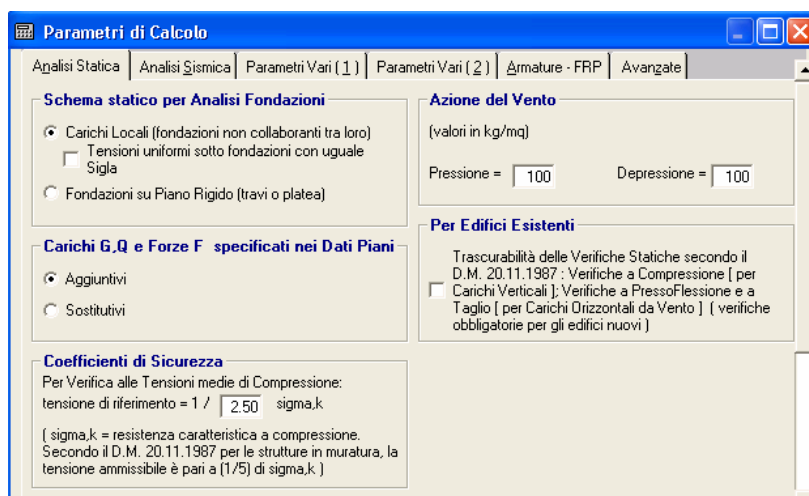 Parametri di Calcolo
Analisi Statica
Analisi Sismica
Parametri Vari ( 1 )
Parametri Vari ( 2 )
Armature - FRP
Avanzate
Schema statico per Analisi Fondazioni
Carichi Locali (fondazioni non collaboranti tra loro)
Tensioni uniformi sotto fondazioni con uguale
Sigla
Fondazioni su Piano Rigido (travi o platea)
Carichi G,Q e Forze F specificati nei Dati Piani
Aggiuntivi
Sostitutivi
Coefficienti di Sicurezza
Per Verifica alle Tensioni medie di Compressione:
tensione di riferimento = 1 / 2.50 sigma,k
( sigma,k = resistenza caratteristica a compressione.
Secondo il D.M. 20.11.1987 per le strutture in muratura, la
tensione ammissibile è pari a (1/5) di sigma,k )
Azione del Vento
(valori in kg/mq)
Pressione = 100 Depressione = 100
Per Edifici Esistenti
Trascurabilità delle Verifiche Statiche secondo il
D.M. 20.11.1987 : Verifiche a Compressione [ per
Carichi Verticali ]; Verifiche a PressoFlessione e a
Taglio [ per Carichi Orizzontali da Vento ] ( verifiche
obbligatorie per gli edifici nuovi )